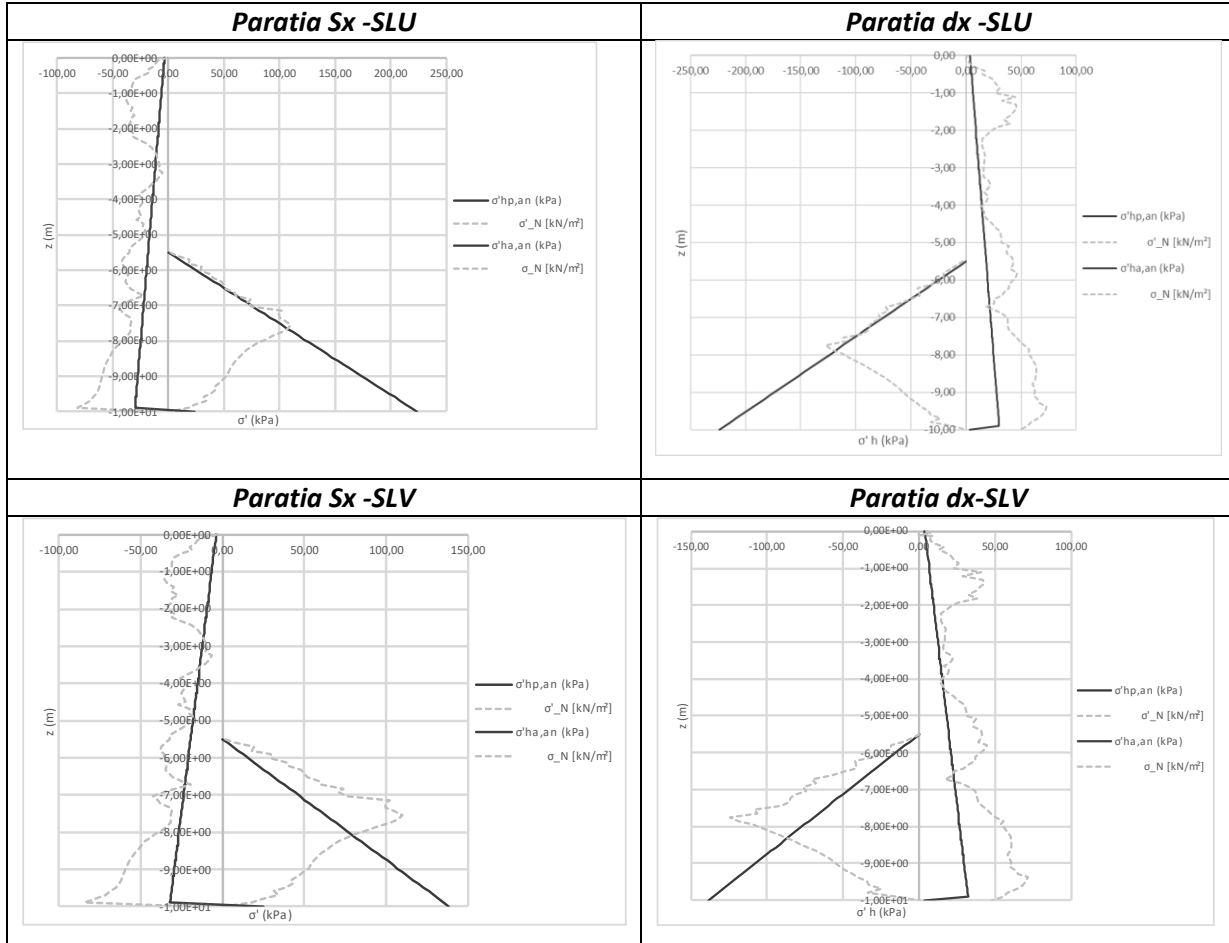 Paratia Sx -SLU
0,00E+00
-100,00 -50,00 0,00 50,00 100,00 150,00 200,00 250,00
-1,00E+00
-2,00E+00
-3,00E+00
-4,00E+00
-5,00E+00
-6,00E+00
-7,00E+00
-8,00E+00
-9,00E+00
-1,00E+01
z (m)
σ' (kPa)
σ'hp,an (kPa)
σ'_N [kN/m²]
σ'ha,an (kPa)
σ_N [kN/m²]
Paratia dx -SLU
0,00
-250,00 -200,00 -150,00 -100,00 -50,00 0,00 50,00 100,00
-1,00
-2,00
-3,00
-4,00
-5,00
-6,00
-7,00
-8,00
-9,00
-10,00
z (m)
σ' h (kPa)
σ'hp,an (kPa)
σ'_N [kN/m²]
σ'ha,an (kPa)
σ_N [kN/m²]
Paratia Sx -SLV
0,00E+00
-100,00 -50,00 0,00 50,00 100,00 150,00
-1,00E+00
-2,00E+00
-3,00E+00
-4,00E+00
-5,00E+00
-6,00E+00
-7,00E+00
-8,00E+00
-9,00E+00
-1,00E+01
z (m)
σ' (kPa)
σ'hp,an (kPa)
σ'_N [kN/m²]
σ'ha,an (kPa)
σ_N [kN/m²]
Paratia dx-SLV
0,00E+00
-150,00 -100,00 -50,00 0,00 50,00 100,00
-1,00E+00
-2,00E+00
-3,00E+00
-4,00E+00
-5,00E+00
-6,00E+00
-7,00E+00
-8,00E+00
-9,00E+00
-1,00E+01
z (m)
σ' h (kPa)
σ'hp,an (kPa)
σ'_N [kN/m²]
σ'ha,an (kPa)
σ_N [kN/m²]